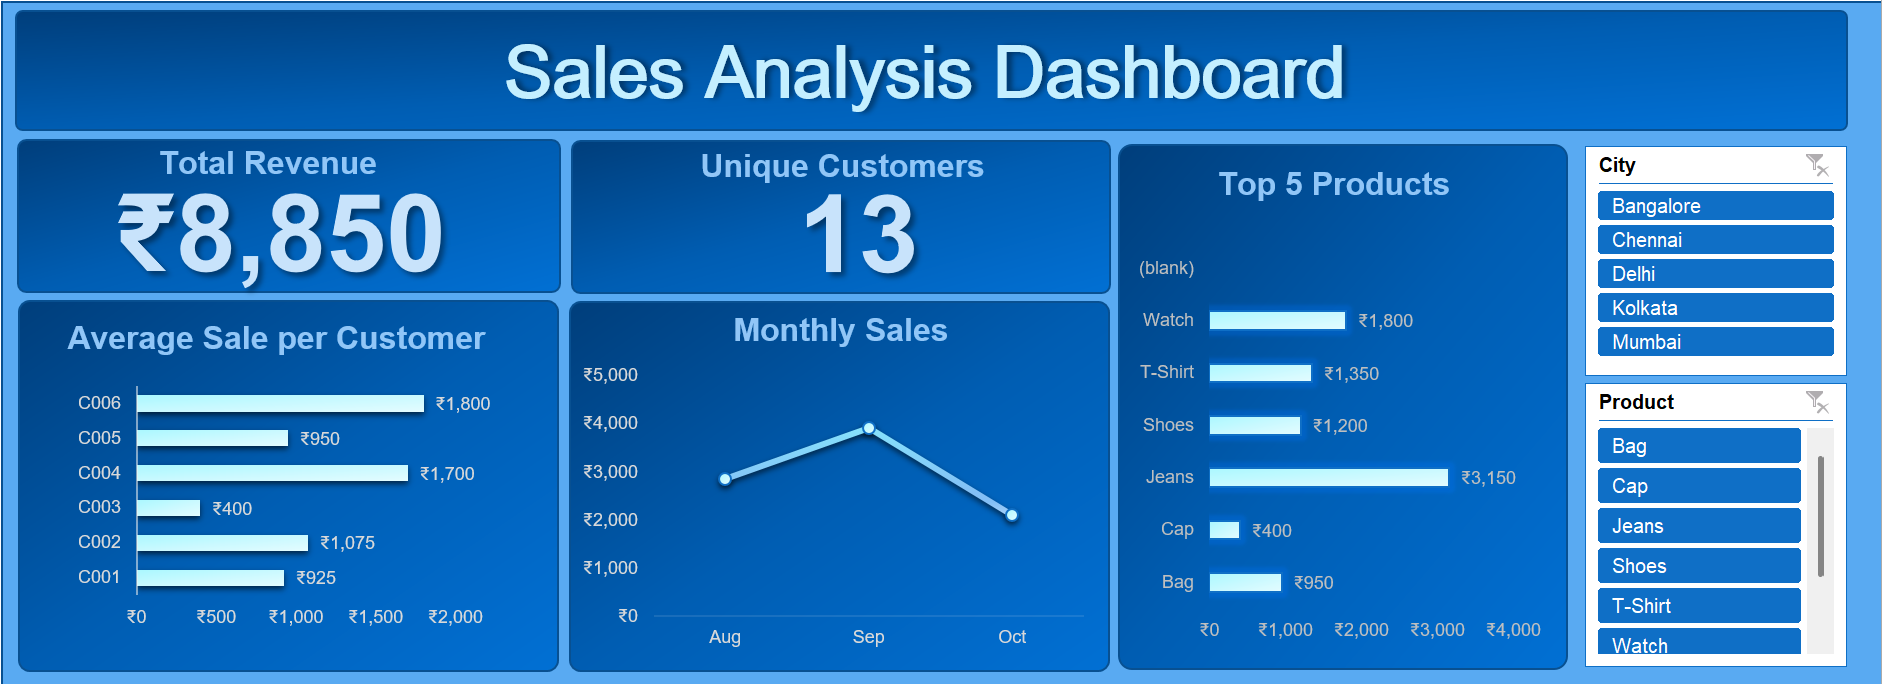 Sales Analysis Dashboard
Total Revenue
₹8,850
Unique Customers
13
Average Sale per Customer
C006 ₹1,800
C005 ₹950
C004 ₹1,700
C003 ₹400
C002 ₹1,075
C001 ₹925
₹0 ₹500 ₹1,000 ₹1,500 ₹2,000
Monthly Sales
₹5,000
₹4,000
₹3,000
₹2,000
₹1,000
₹0
Aug Sep Oct
Top 5 Products
(blank)
Watch ₹1,800
T-Shirt ₹1,350
Shoes ₹1,200
Jeans ₹3,150
Cap ₹400
Bag ₹950
₹0 ₹1,000 ₹2,000 ₹3,000 ₹4,000
City
Bangalore
Chennai
Delhi
Kolkata
Mumbai
Product
Bag
Cap
Jeans
Shoes
T-Shirt
Watch